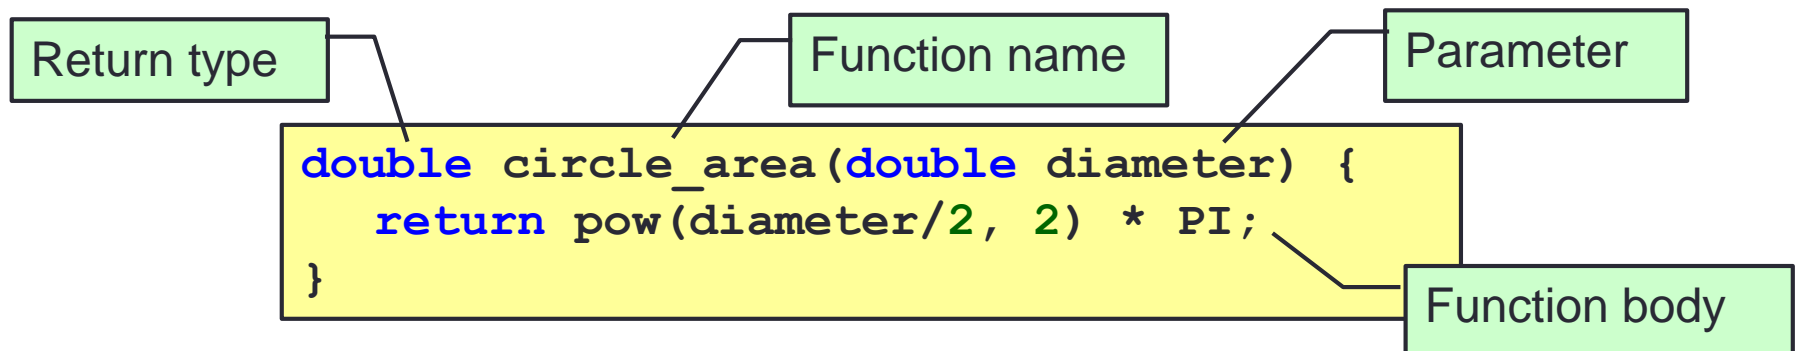 Return type
Function name
Parameter
double circle_area(double diameter) {
return pow(diameter/2, 2) * PI;
}
Function body